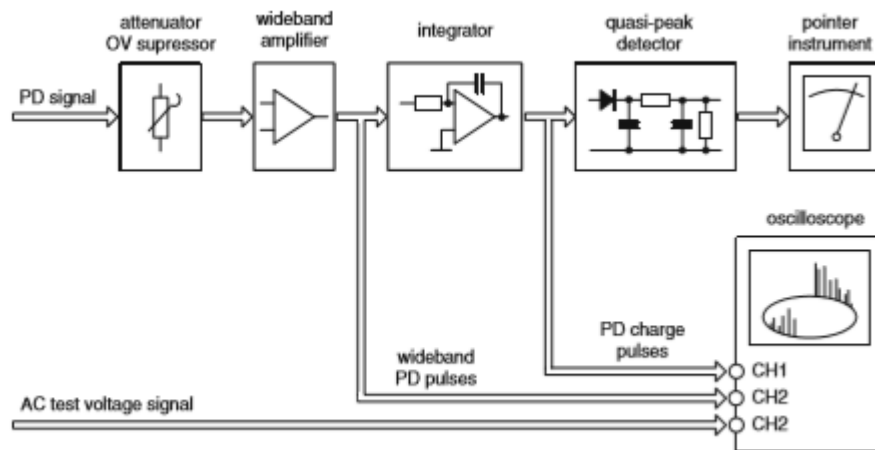 attenuator
OV supressor
wideband
amplifier
integrator
quasi-peak
detector
pointer
instrument
PD signal
oscilloscope
PD charge
pulses
wideband
PD pulses
AC test voltage signal
CH1
CH2
CH2